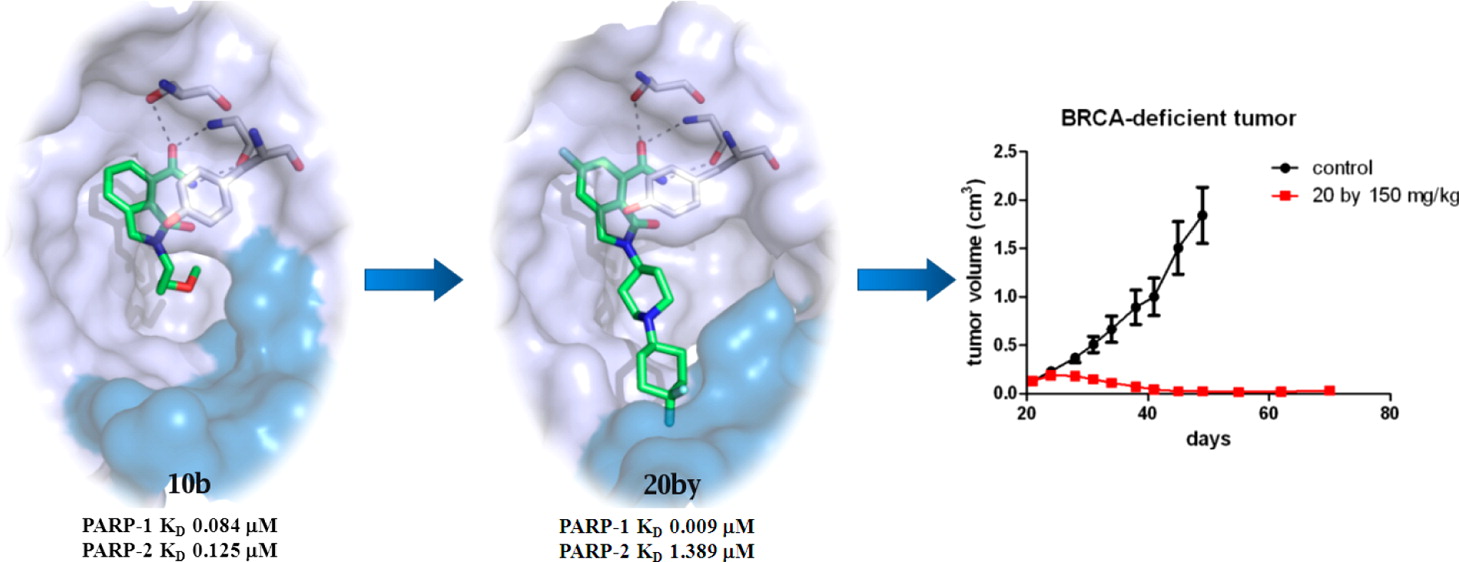 10b
PARP-1 K_D 0.084 μM
PARP-2 K_D 0.125 μM
20by
PARP-1 K_D 0.009 μM
PARP-2 K_D 1.389 μM
BRCA-deficient tumor
control
20 by 150 mg/kg
tumor volume (cm³)
2.5
2.0
1.5
1.0
0.5
0.0
20 40 60 80
days